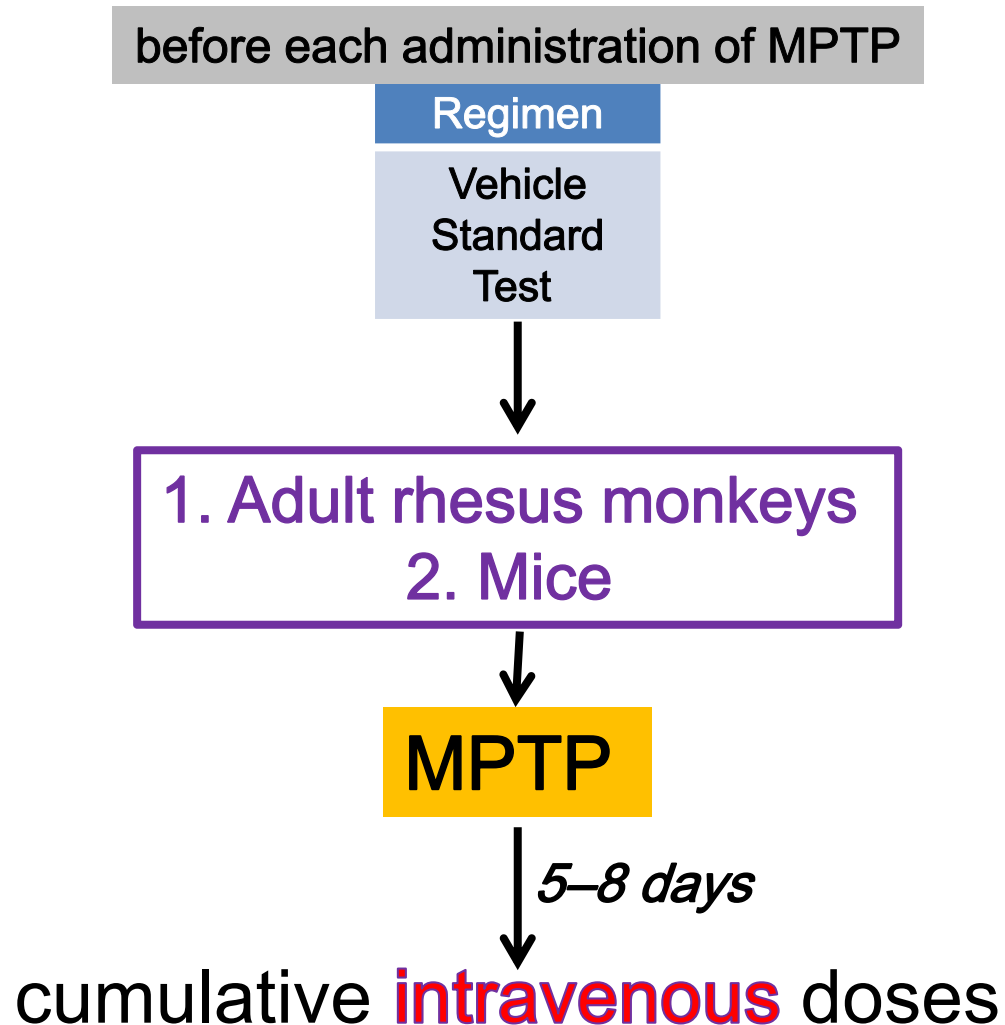 before each administration of MPTP
Regimen
Vehicle
Standard
Test
1. Adult rhesus monkeys
2. Mice
MPTP
5–8 days
cumulative intravenous doses